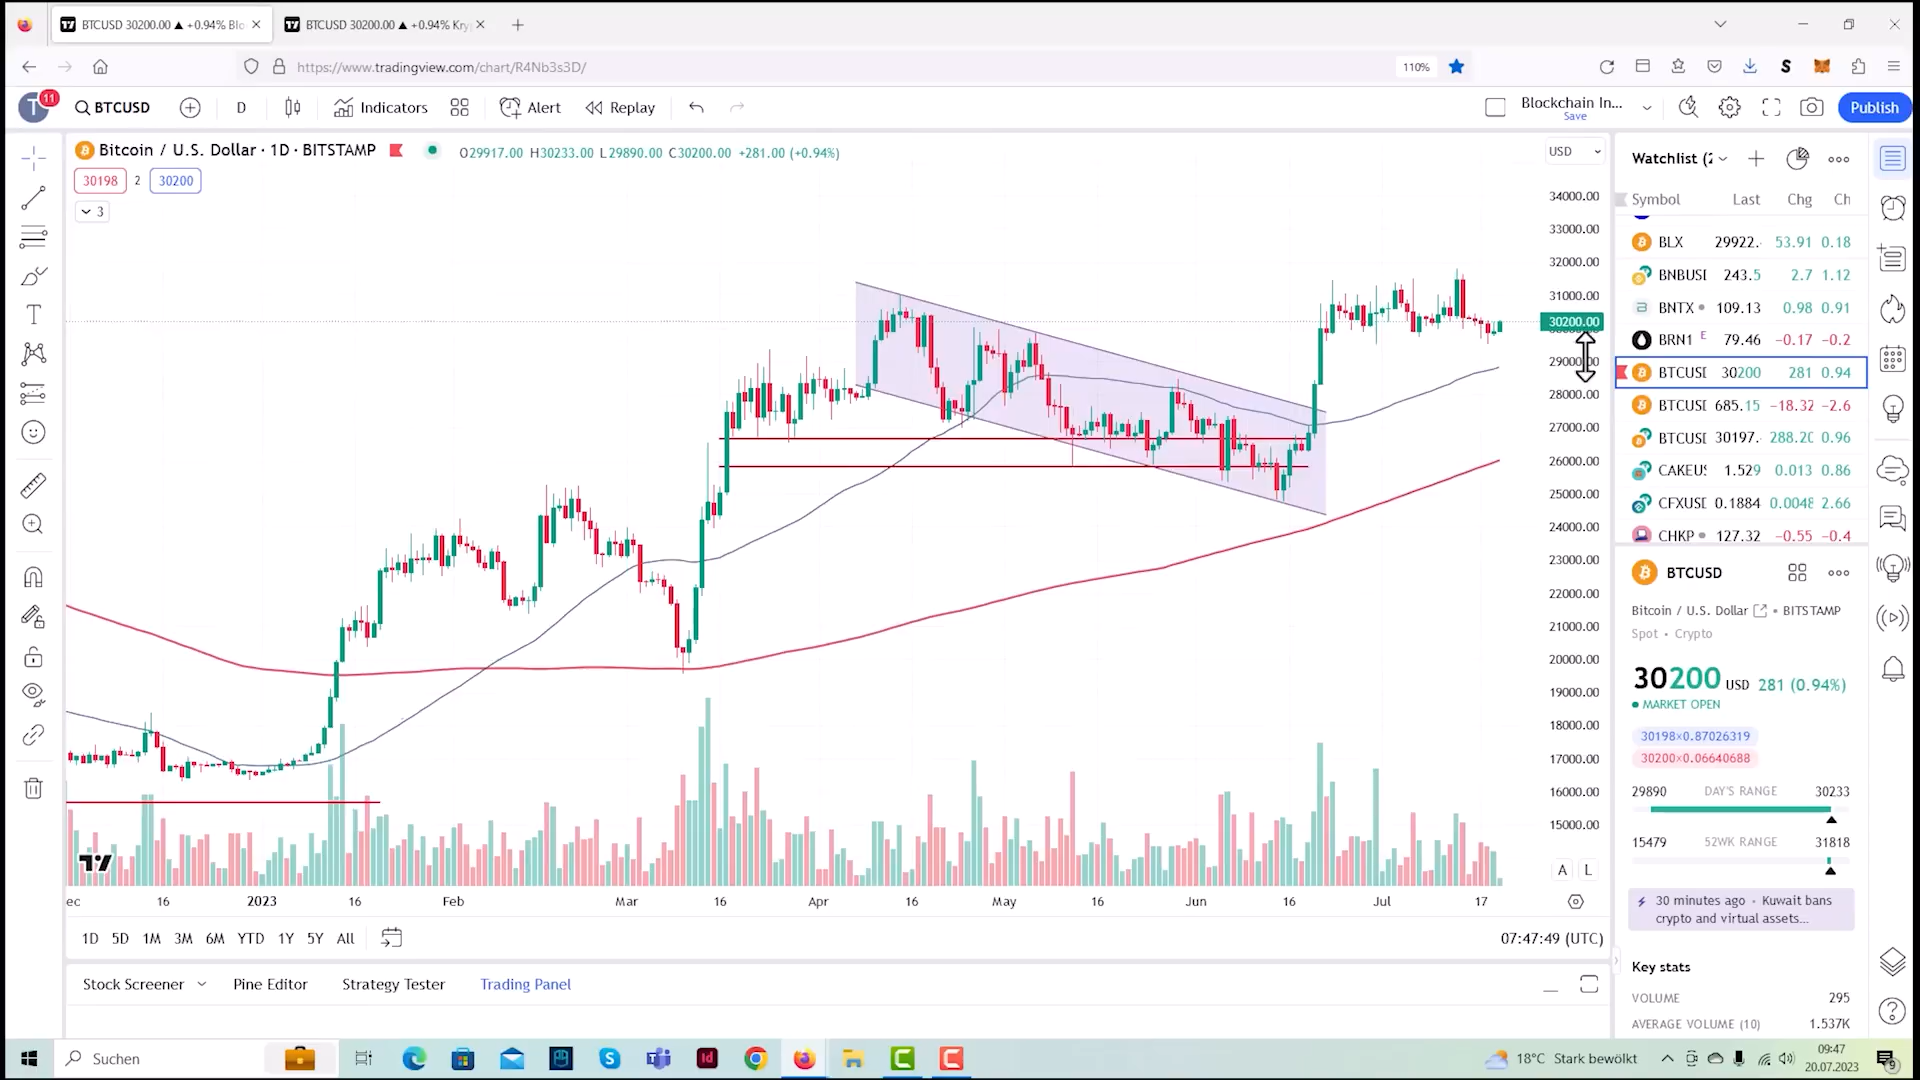 BTCUSD 30200.00 ▲ +0.94% Blo
BTCUSD 30200.00 ▲ +0.94% Kry
https://www.tradingview.com/chart/R4Nb3s3D/
110%
S
T
11
BTCUSD
D
Indicators
Alert
Replay
Blockchain In...
Save
Publish
Bitcoin / U.S. Dollar · 1D · BITSTAMP
O29917.00 H30233.00 L29890.00 C30200.00 +281.00 (+0.94%)
30198
2
30200
3
USD
34000.00
33000.00
32000.00
31000.00
30200.00
29000.00
28000.00
27000.00
26000.00
25000.00
24000.00
23000.00
22000.00
21000.00
20000.00
19000.00
18000.00
17000.00
16000.00
15000.00
A L
ec 16 2023 16 Feb Mar 16 Apr 16 May 16 Jun 16 Jul 17
1D 5D 1M 3M 6M YTD 1Y 5Y All
07:47:49 (UTC)
Stock Screener Pine Editor Strategy Tester Trading Panel
Watchlist (2
Symbol Last Chg Ch
BLX 29922. 53.91 0.18
BNBUSI 243.5 2.7 1.12
BNTX 109.13 0.98 0.91
BRN1 E 79.46 −0.17 −0.2
BTCUSI 30200 281 0.94
BTCUSI 685.15 −18.32 −2.6
BTCUSI 30197. 288.2C 0.96
CAKEU! 1.529 0.013 0.86
CFXUSI 0.1884 0.0048 2.66
CHKP 127.32 −0.55 −0.4
BTCUSD
Bitcoin / U.S. Dollar • BITSTAMP
Spot • Crypto
30200 USD 281 (0.94%)
MARKET OPEN
30198×0.87026319
30200×0.06640688
29890 DAY'S RANGE 30233
15479 52WK RANGE 31818
30 minutes ago • Kuwait bans
crypto and virtual assets...
Key stats
VOLUME 295
AVERAGE VOLUME (10) 1.537K
Suchen
Id
18°C Stark bewölkt
09:47
20.07.2023
9